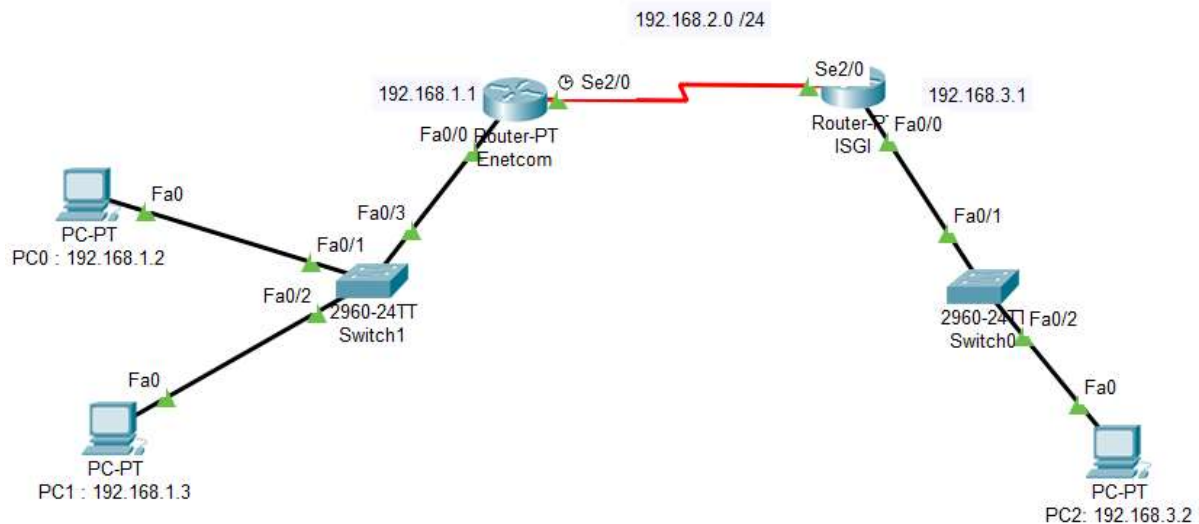 192.168.2.0 /24
Se2/0
Se2/0
192.168.1.1
192.168.3.1
Fa0/0
Router-PT
Enetcom
Fa0/0
ISGI
Fa0
Fa0/3
Fa0/1
PC-PT
PC0 : 192.168.1.2
Fa0/1
Fa0/2
2960-24TT
Switch1
Fa0/2
Switch0
Fa0
PC-PT
PC1 : 192.168.1.3
Fa0
PC-PT
PC2: 192.168.3.2